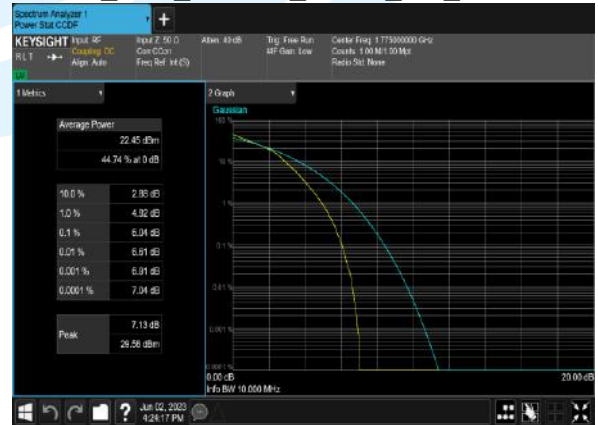 Spectrum Analyzer 1
Power Stat CCDF
+
KEYSIGHT Input: RF Input Z: 50 Ω Atten: 40 dB Trig: Free Run Center Freq: 1.775000000 GHz
RLT Coupling: DC Corr CCorr #IF Gain: Low Counts: 1.00 M/1.00 Mpt
Align: Auto Freq Ref: Int (S) Radio Std: None
1 Metrics
2 Graph
Average Power
22.45 dBm
44.74 % at 0 dB
10.0 % 2.88 dB
1.0 % 4.92 dB
0.1 % 6.04 dB
0.01 % 6.61 dB
0.001 % 6.91 dB
0.0001 % 7.04 dB
Peak
7.13 dB
29.58 dBm
Gaussian
100 %
10 %
1 %
0.1 %
0.01 %
0.001 %
0.0001 %
0.00 dB 20.00 dB
Info BW 10.000 MHz
? Jun 02, 2023
4:24:17 PM